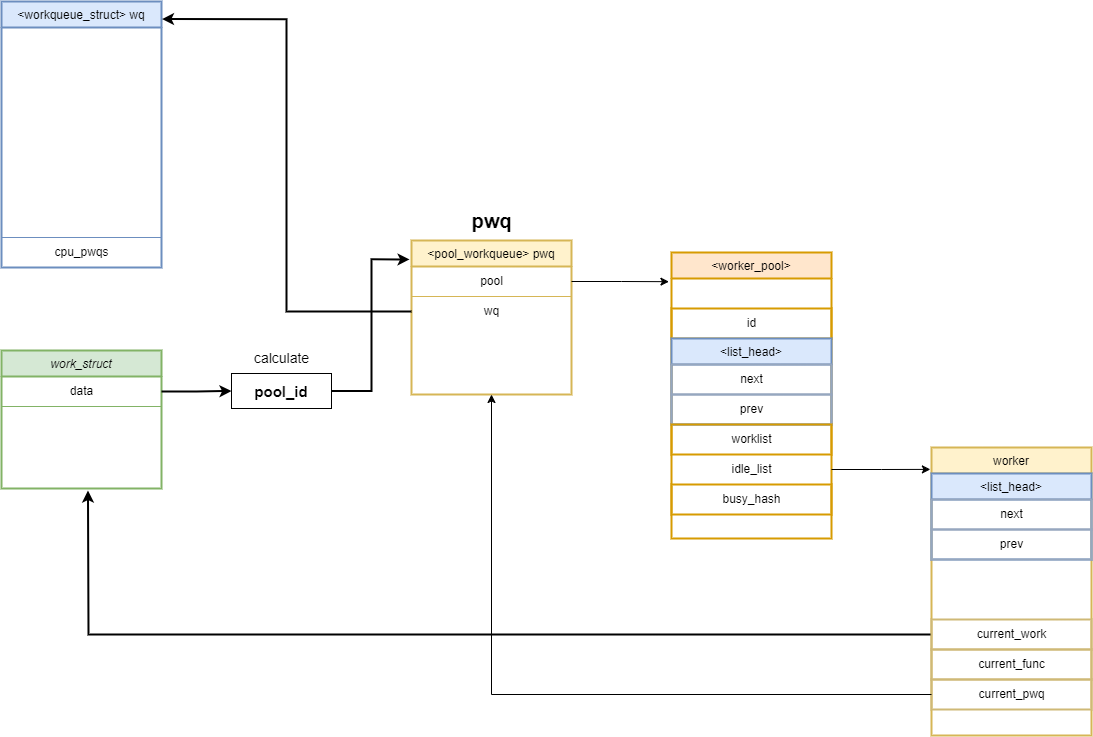 <workqueue_struct> wq
cpu_pwqs
pwq
<pool_workqueue> pwq
pool
wq
work_struct
data
calculate
pool_id
<worker_pool>
id
<list_head>
next
prev
worklist
idle_list
busy_hash
worker
<list_head>
next
prev
current_work
current_func
current_pwq